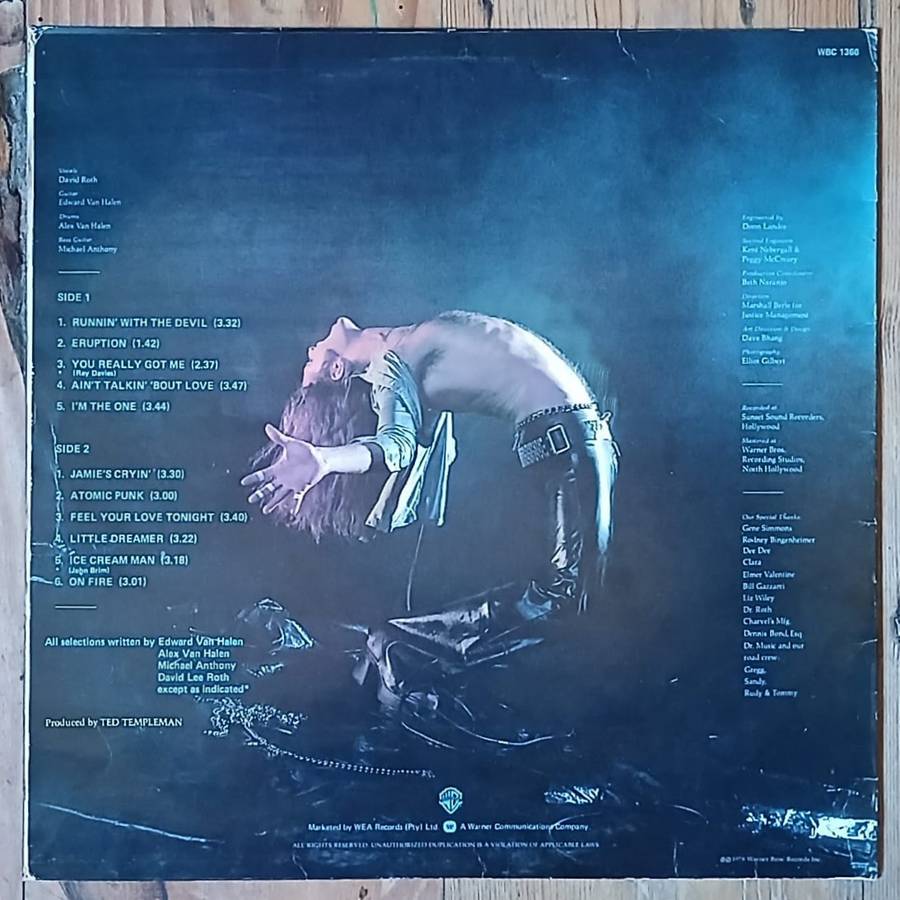 WBC 1360
Vocals
David Roth
Guitar
Edward Van Halen
Drums
Alex Van Halen
Bass Guitar
Michael Anthony
SIDE 1
1. RUNNIN' WITH THE DEVIL (3.32)
2. ERUPTION (1.42)
3. YOU REALLY GOT ME (2.37)
(Ray Davies)
4. AIN'T TALKIN' 'BOUT LOVE (3.47)
5. I'M THE ONE (3.44)
SIDE 2
1. JAMIE'S CRYIN' (3.30)
2. ATOMIC PUNK (3.00)
3. FEEL YOUR LOVE TONIGHT (3.40)
4. LITTLE DREAMER (3.22)
5. ICE CREAM MAN (3.18)
* (John Brim)
6. ON FIRE (3.01)
All selections written by Edward Van Halen
Alex Van Halen
Michael Anthony
David Lee Roth
except as indicated*
Produced by TED TEMPLEMAN
Engineered by
Donn Landee
Second Engineers
Kent Nebergall &
Peggy McCreary
Production Coordinator
Beth Naranjo
Direction
Marshall Berle for
Justice Management
Art Direction & Design
Dave Bhang
Photography
Elliot Gilbert
Recorded at
Sunset Sound Recorders,
Hollywood
Mastered at
Warner Bros.
Recording Studios,
North Hollywood
Our Special Thanks:
Gene Simmons
Rodney Bingenheimer
Dee Dee
Clara
Elmer Valentine
Bill Gazzarri
Liz Wiley
Dr. Roth
Charvel's Mfg.
Dennis Bond, Esq
Dr. Music and our
road crew:
Gregg,
Sandy,
Rudy & Tommy
Marketed by WEA Records (Pty) Ltd A Warner Communications Company
ALL RIGHTS RESERVED. UNAUTHORIZED DUPLICATION IS A VIOLATION OF APPLICABLE LAWS
℗© 1978 Warner Bros. Records Inc.